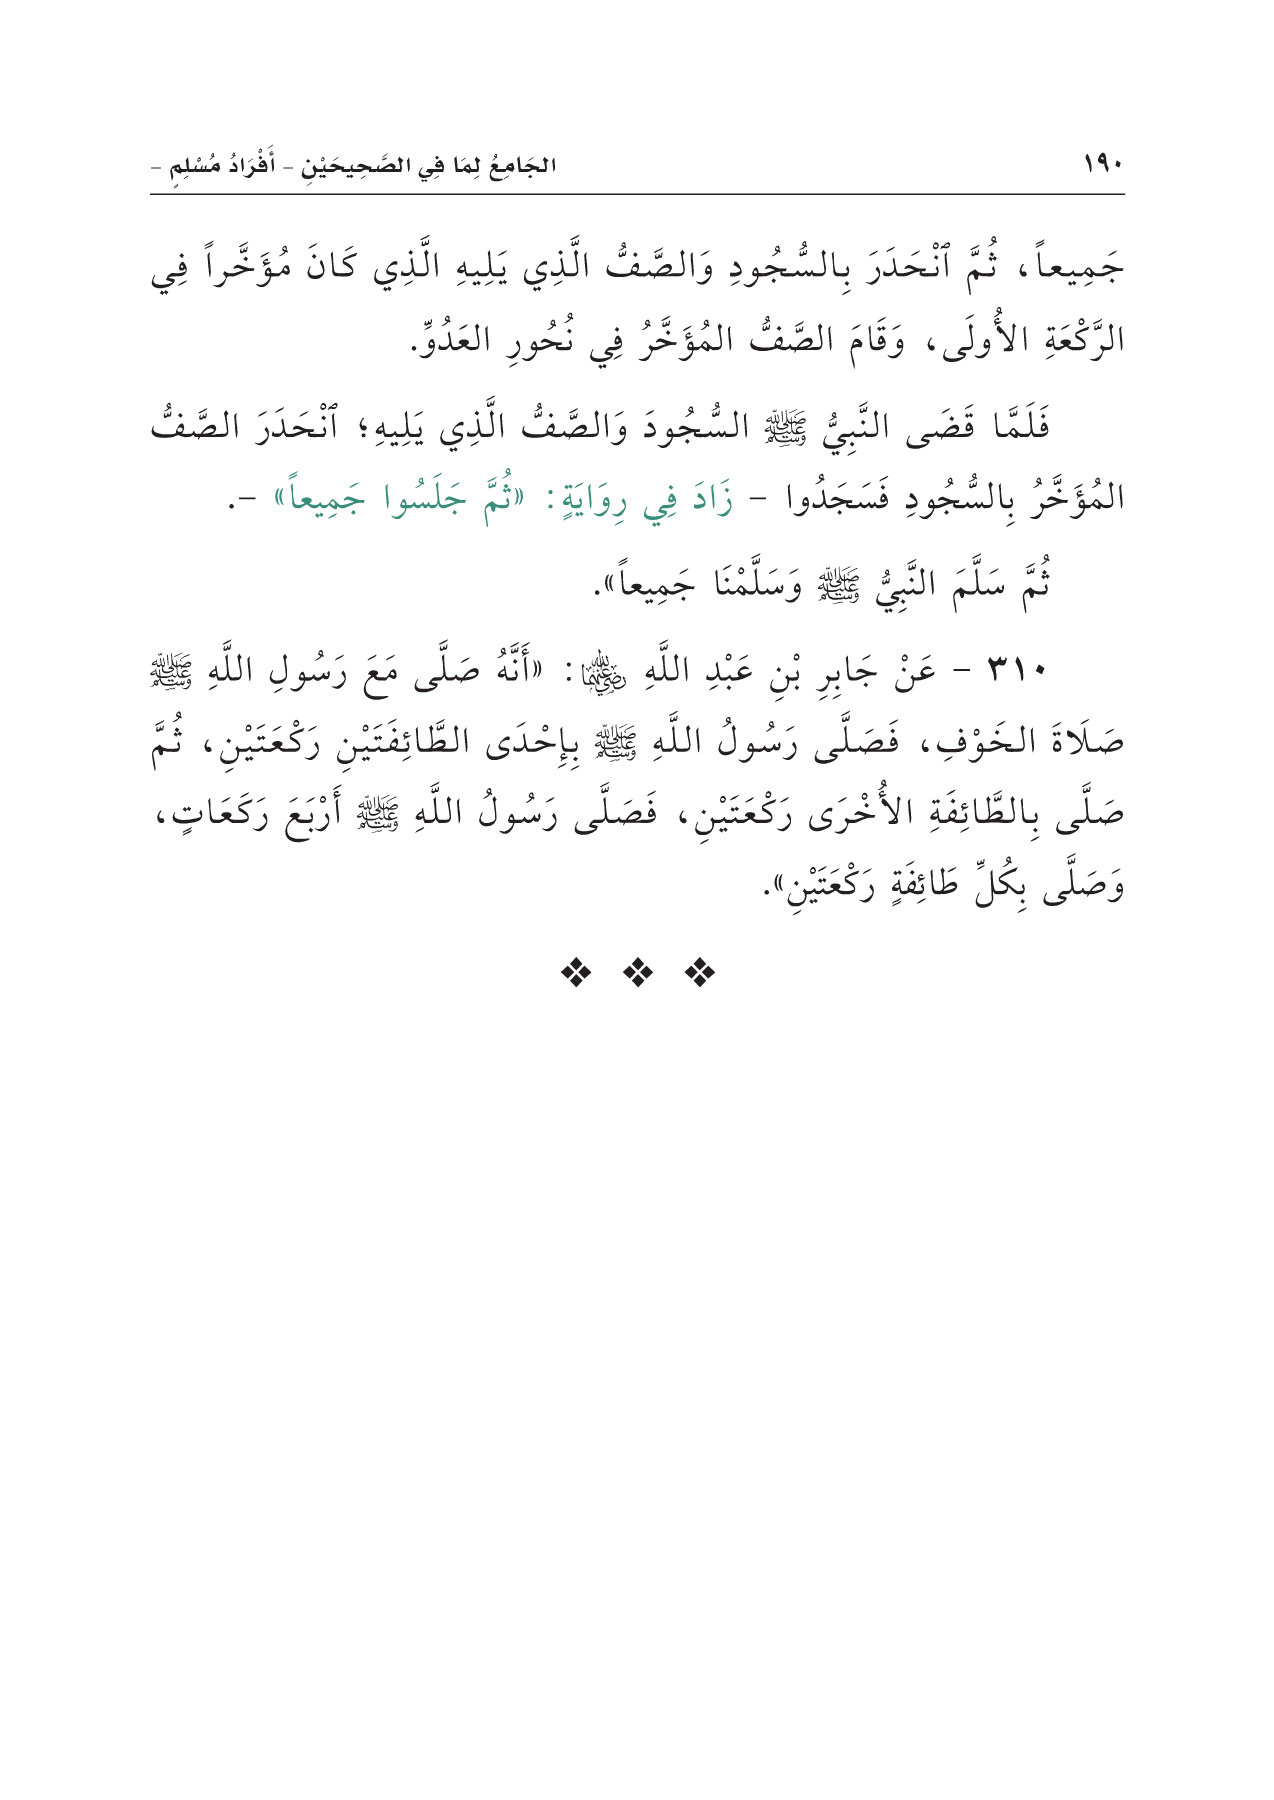 ١٩٠
الجَامِعُ لِمَا فِي الصَّحِيحَيْنِ – أَفْرَادُ مُسْلِمٍ –
جَمِيعاً، ثُمَّ ٱنْحَدَرَ بِالسُّجُودِ وَالصَّفُّ الَّذِي يَلِيهِ الَّذِي كَانَ مُؤَخَّراً فِي
الرَّكْعَةِ الأُولَى، وَقَامَ الصَّفُّ المُؤَخَّرُ فِي نُحُورِ العَدُوِّ.
فَلَمَّا قَضَى النَّبِيُّ ﷺ السُّجُودَ وَالصَّفُّ الَّذِي يَلِيهِ؛ ٱنْحَدَرَ الصَّفُّ
المُؤَخَّرُ بِالسُّجُودِ فَسَجَدُوا – زَادَ فِي رِوَايَةٍ: «ثُمَّ جَلَسُوا جَمِيعاً» –.
ثُمَّ سَلَّمَ النَّبِيُّ ﷺ وَسَلَّمْنَا جَمِيعاً».
٣١٠ – عَنْ جَابِرِ بْنِ عَبْدِ اللَّهِ رضي الله عنهما: «أَنَّهُ صَلَّى مَعَ رَسُولِ اللَّهِ ﷺ
صَلَاةَ الخَوْفِ، فَصَلَّى رَسُولُ اللَّهِ ﷺ بِإِحْدَى الطَّائِفَتَيْنِ رَكْعَتَيْنِ، ثُمَّ
صَلَّى بِالطَّائِفَةِ الأُخْرَى رَكْعَتَيْنِ، فَصَلَّى رَسُولُ اللَّهِ ﷺ أَرْبَعَ رَكَعَاتٍ،
وَصَلَّى بِكُلِّ طَائِفَةٍ رَكْعَتَيْنِ».